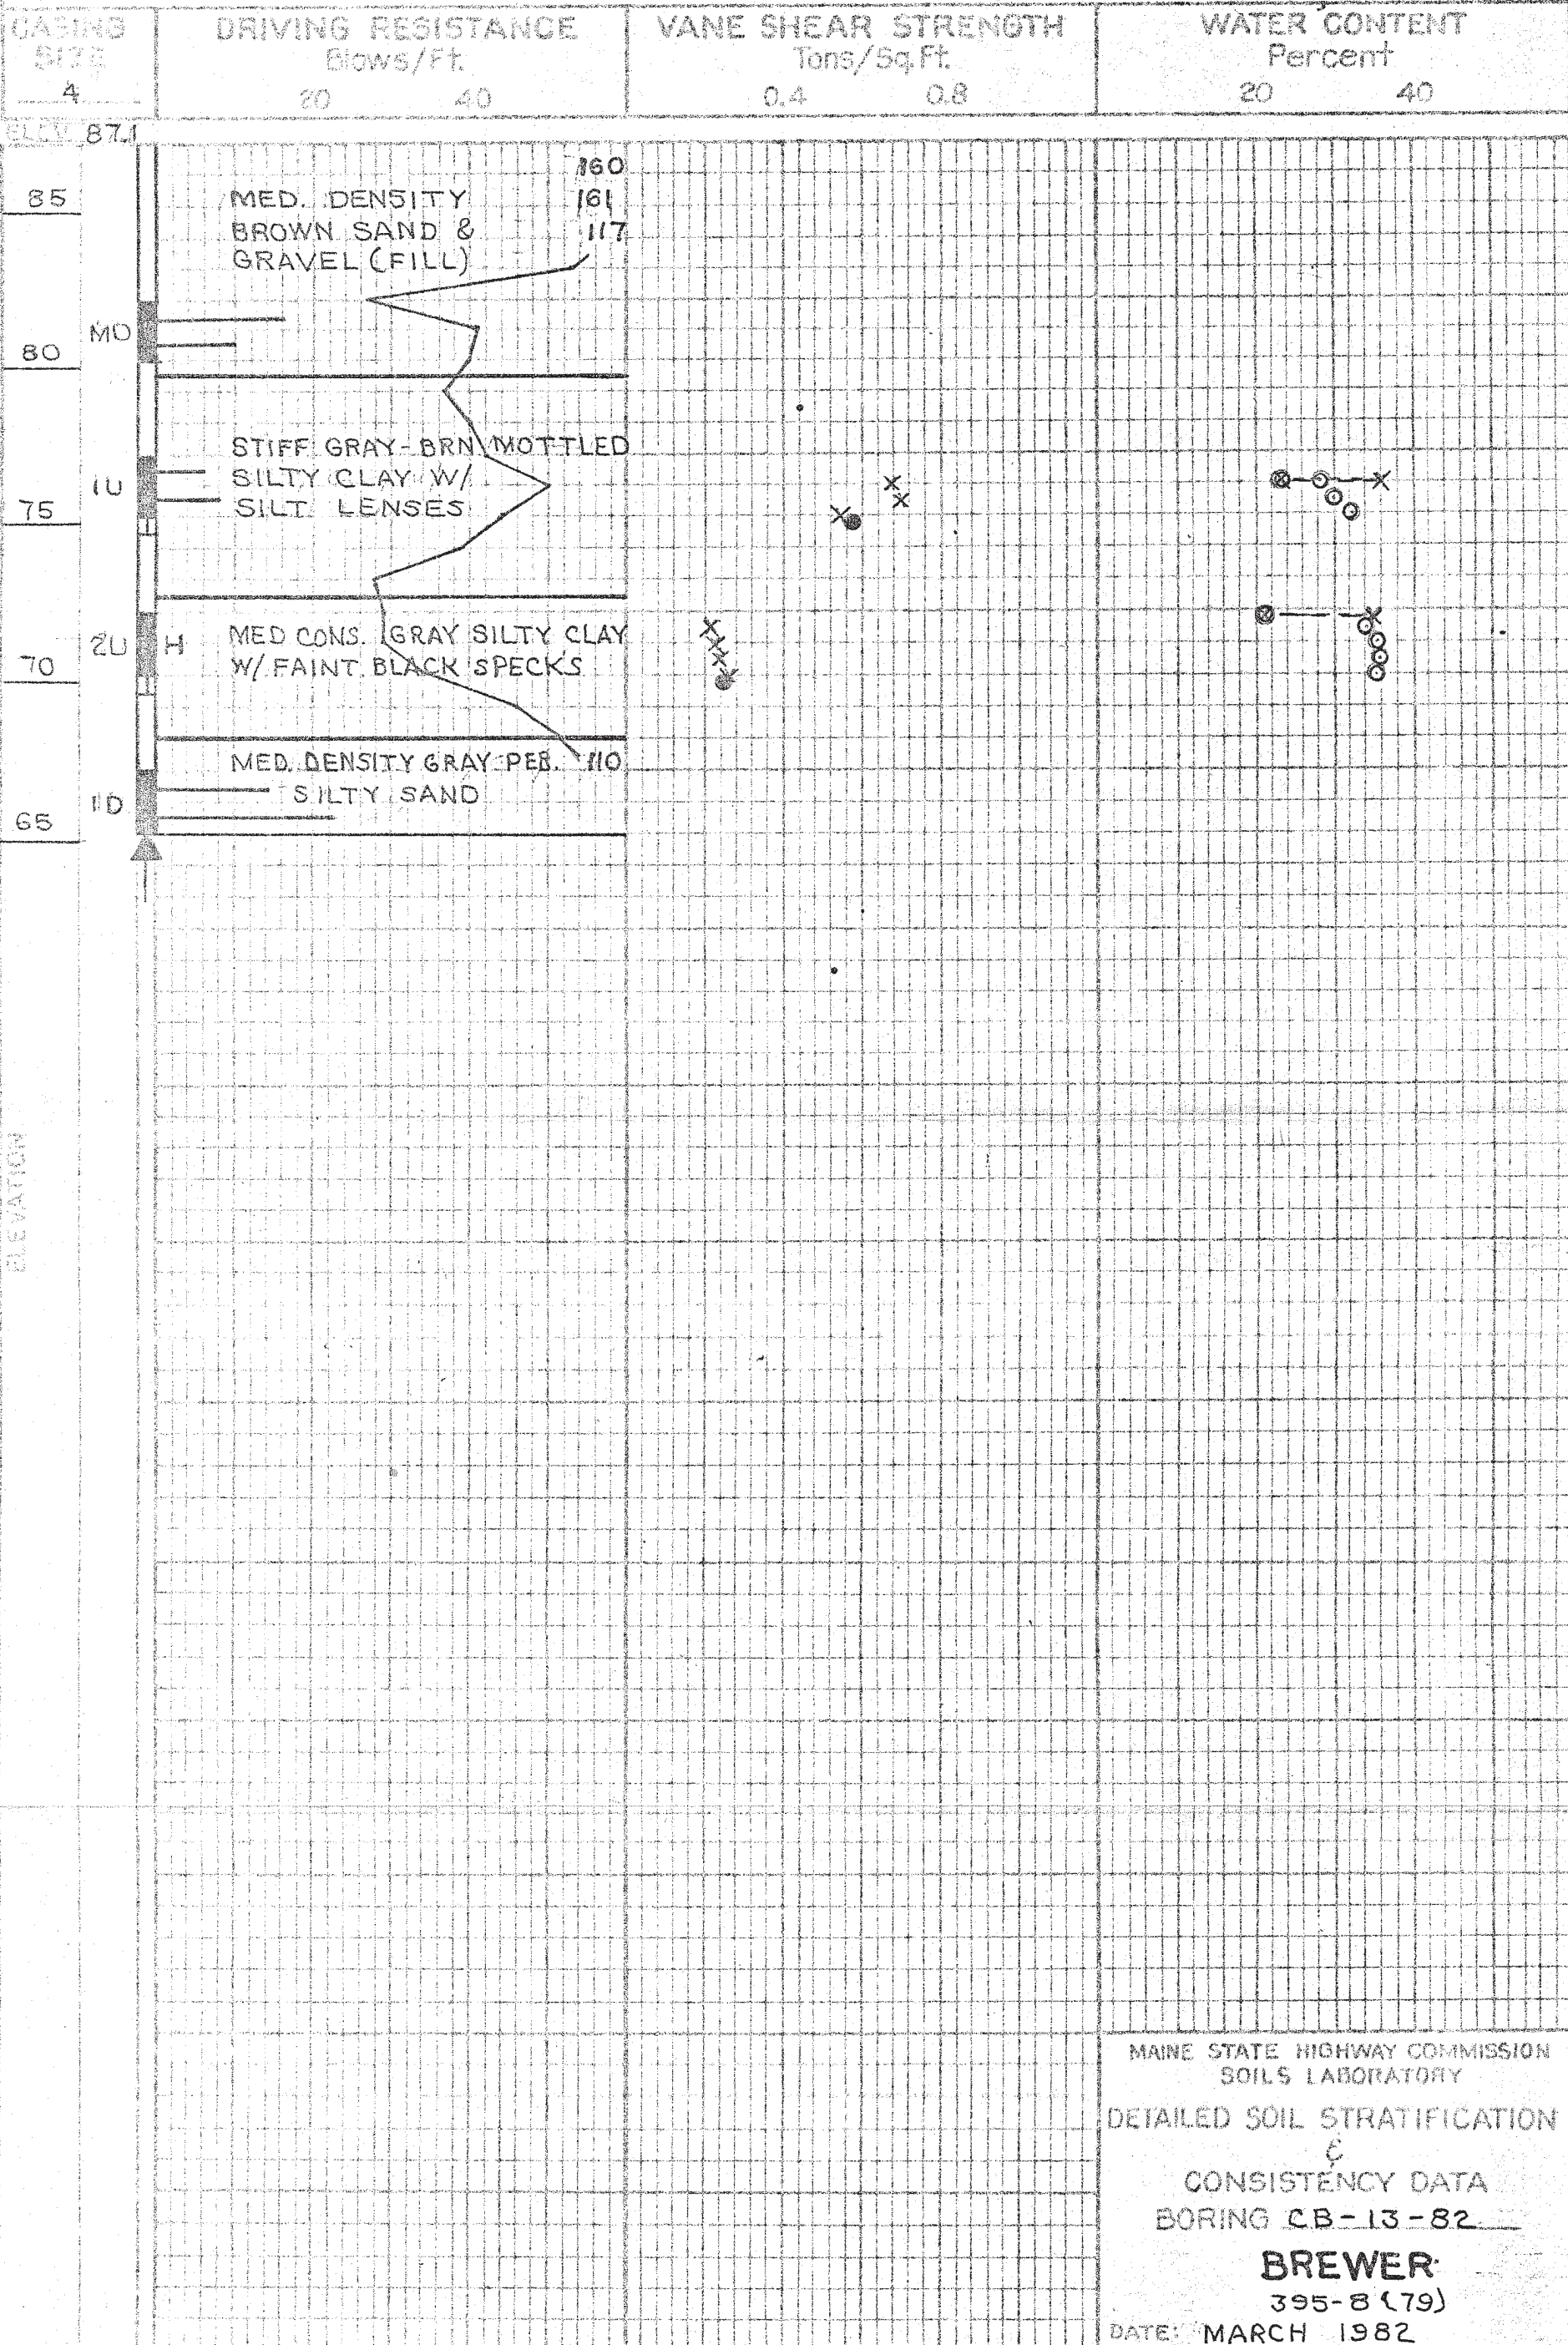 CASING
SIZE
4
DRIVING RESISTANCE
Blows/Ft.
20 40
VANE SHEAR STRENGTH
Tons/Sq.Ft.
0.4 0.8
WATER CONTENT
Percent
20 40
ELEV. 87.1
160
85
MED. DENSITY 161
BROWN SAND & 117
GRAVEL (FILL)
MD
80
STIFF GRAY-BRN MOTTLED
1U SILTY CLAY W/
75
SILT LENSES
2U H MED CONS. GRAY SILTY CLAY
70
W/ FAINT BLACK SPECKS
MED. DENSITY GRAY PEB. 110
1D SILTY SAND
65
ELEVATION
MAINE STATE HIGHWAY COMMISSION
SOILS LABORATORY
DETAILED SOIL STRATIFICATION
&
CONSISTENCY DATA
BORING CB-13-82
BREWER
395-8 (79)
DATE: MARCH 1982